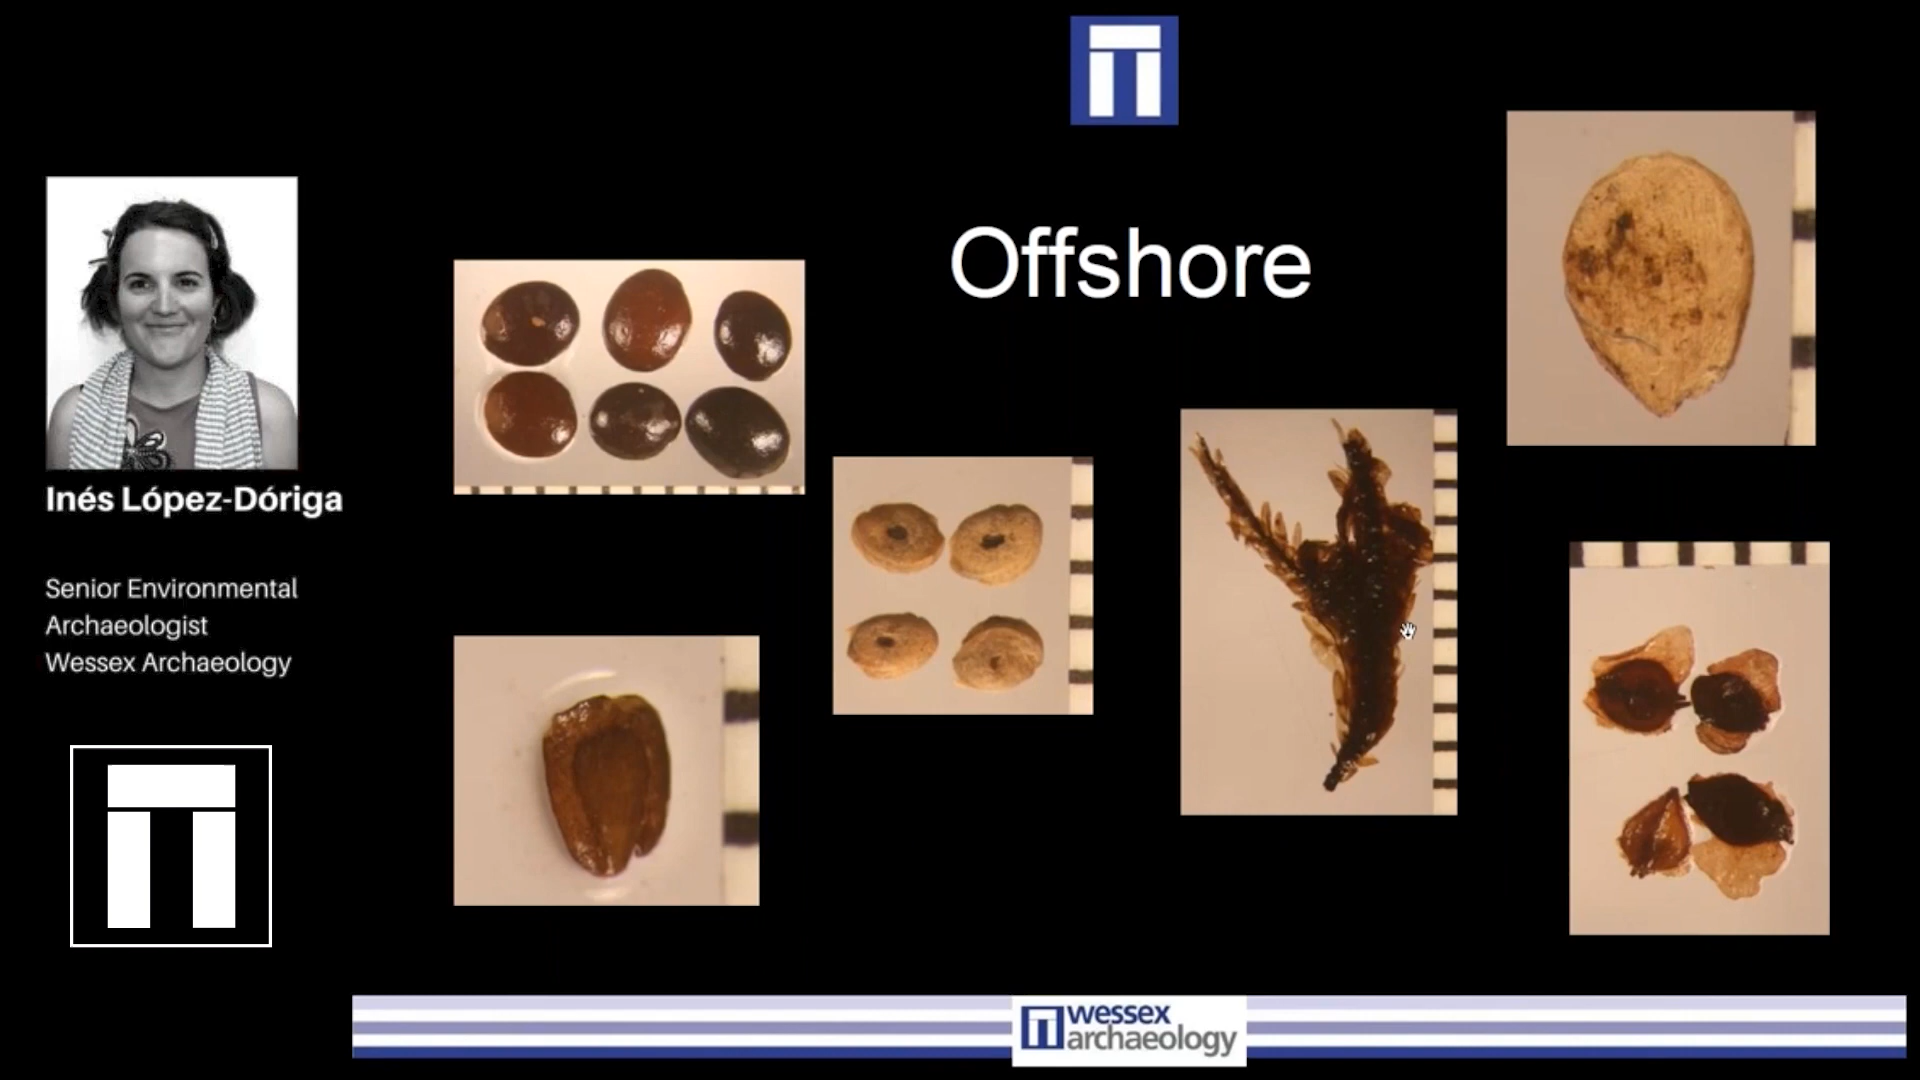 Offshore
Inés López-Dóriga
Senior Environmental
Archaeologist
Wessex Archaeology
wessex
archaeology